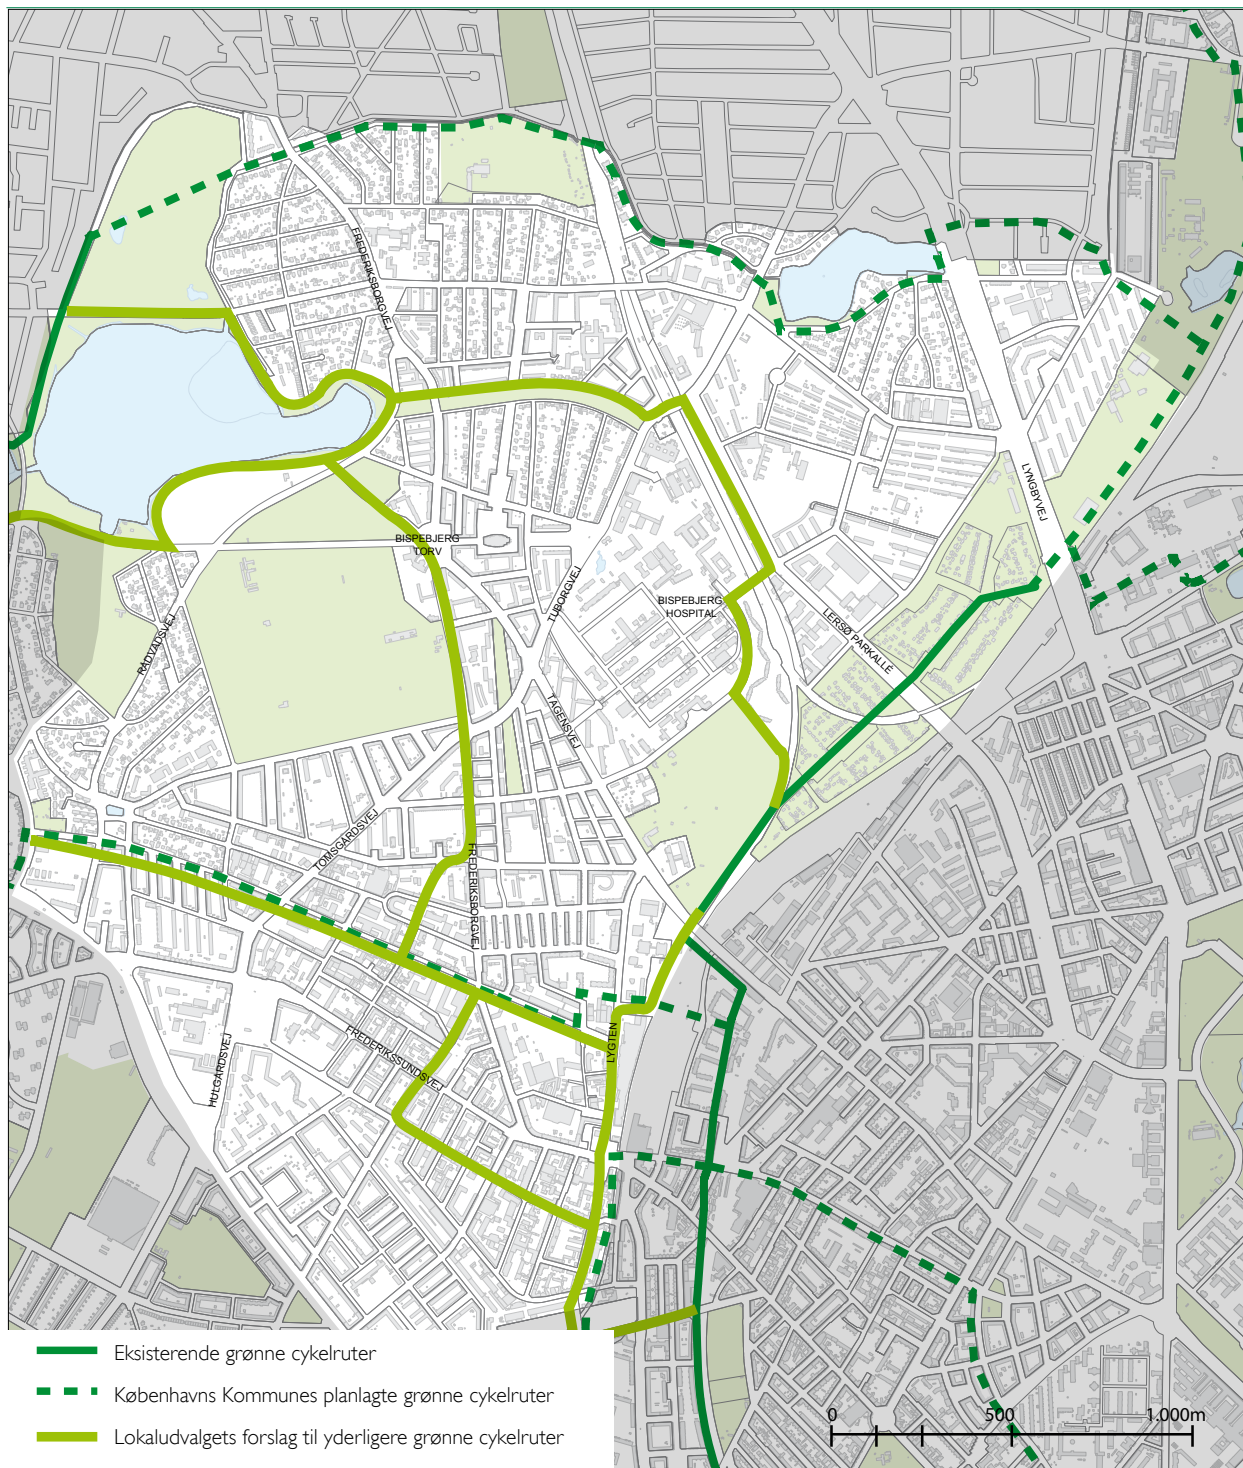 FREDERIKSBORGVEJ
LYNGBYVEJ
BISPEBJERG
TORV
TUBORGVEJ
BISPEBJERG
HOSPITAL
RÅDVADSVEJ
LERSØ PARKALLÉ
TAGENSVEJ
TOMSGÅRDSVEJ
FREDERIKSBORGVEJ
LYGTEN
FREDERIKSSUNDSVEJ
HULGÅRDSVEJ
Eksisterende grønne cykelruter
Københavns Kommunes planlagte grønne cykelruter
Lokaludvalgets forslag til yderligere grønne cykelruter
0 500 1.000m